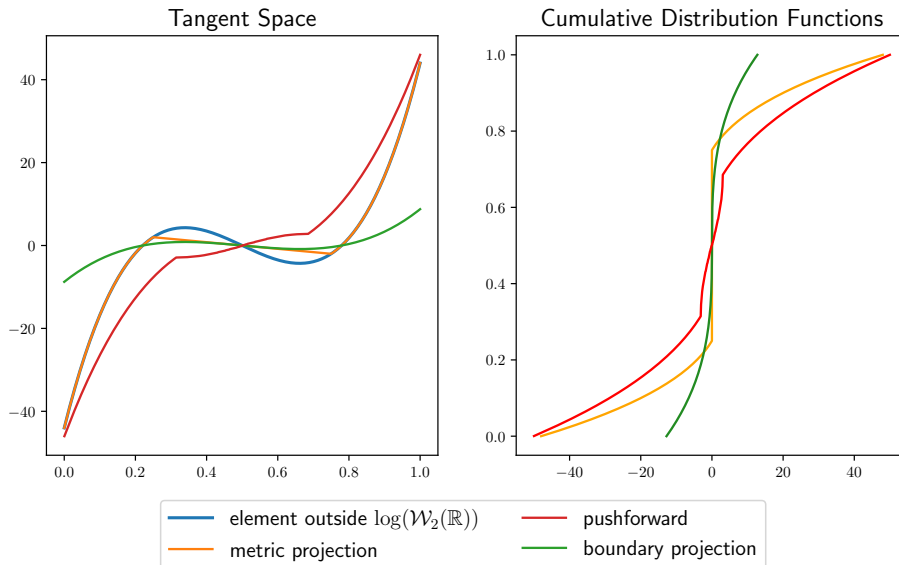 Tangent Space
Cumulative Distribution Functions
40
20
0
−20
−40
0.0 0.2 0.4 0.6 0.8 1.0
1.0
0.8
0.6
0.4
0.2
0.0
−40 −20 0 20 40
element outside log(𝒲₂(ℝ))
metric projection
pushforward
boundary projection